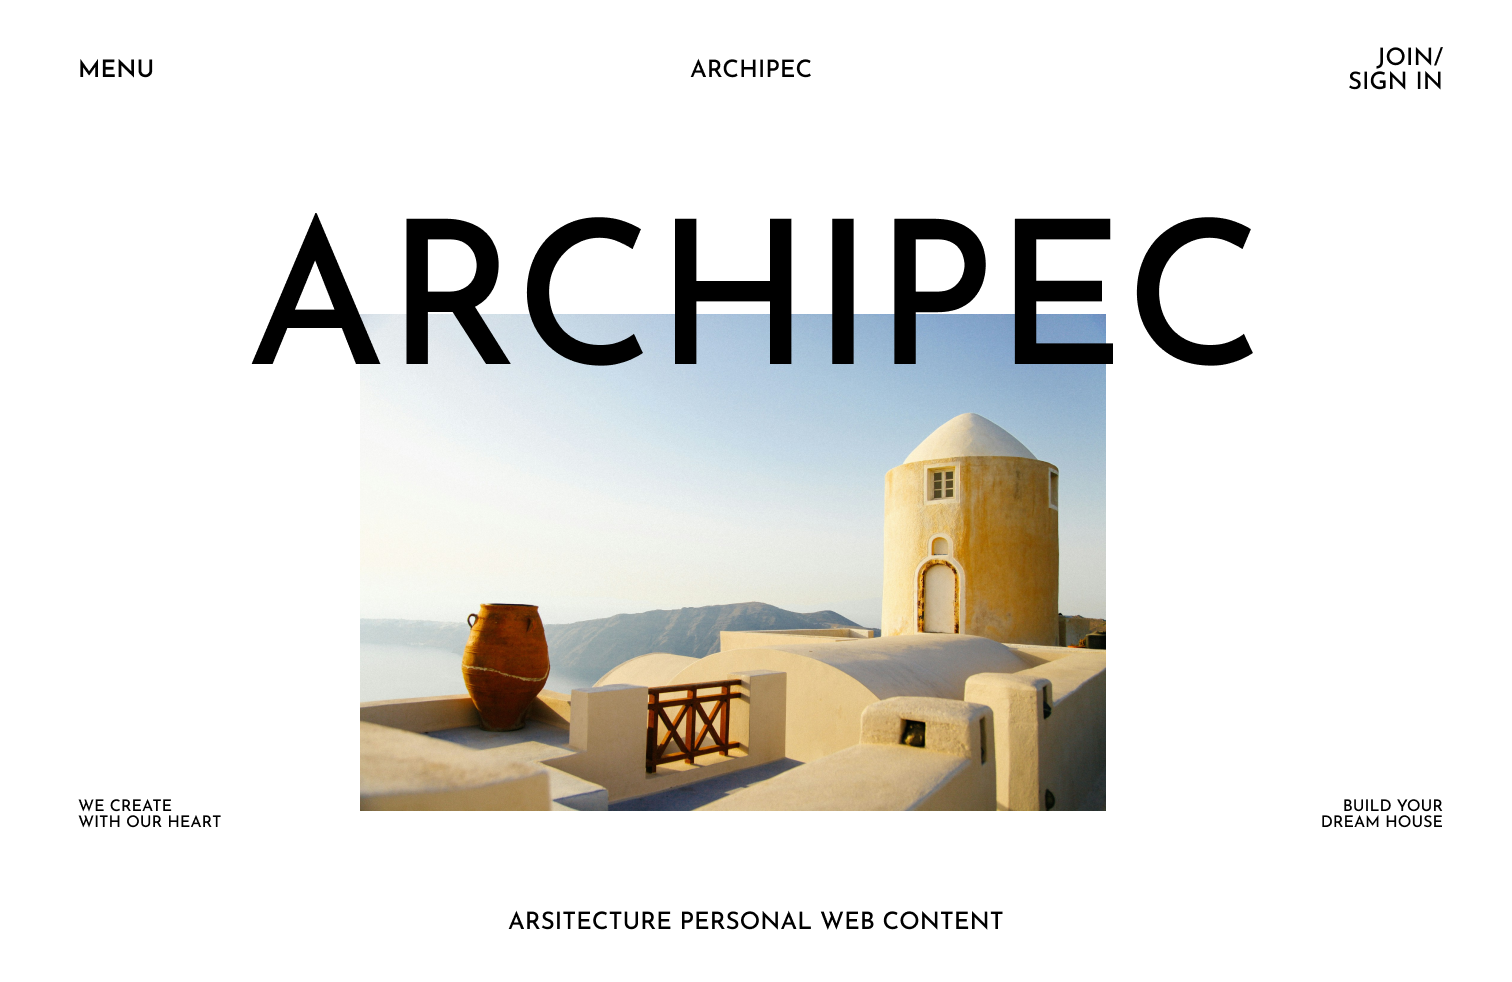 MENU
ARCHIPEC
JOIN/
SIGN IN
ARCHIPEC
WE CREATE
WITH OUR HEART
BUILD YOUR
DREAM HOUSE
ARSITECTURE PERSONAL WEB CONTENT